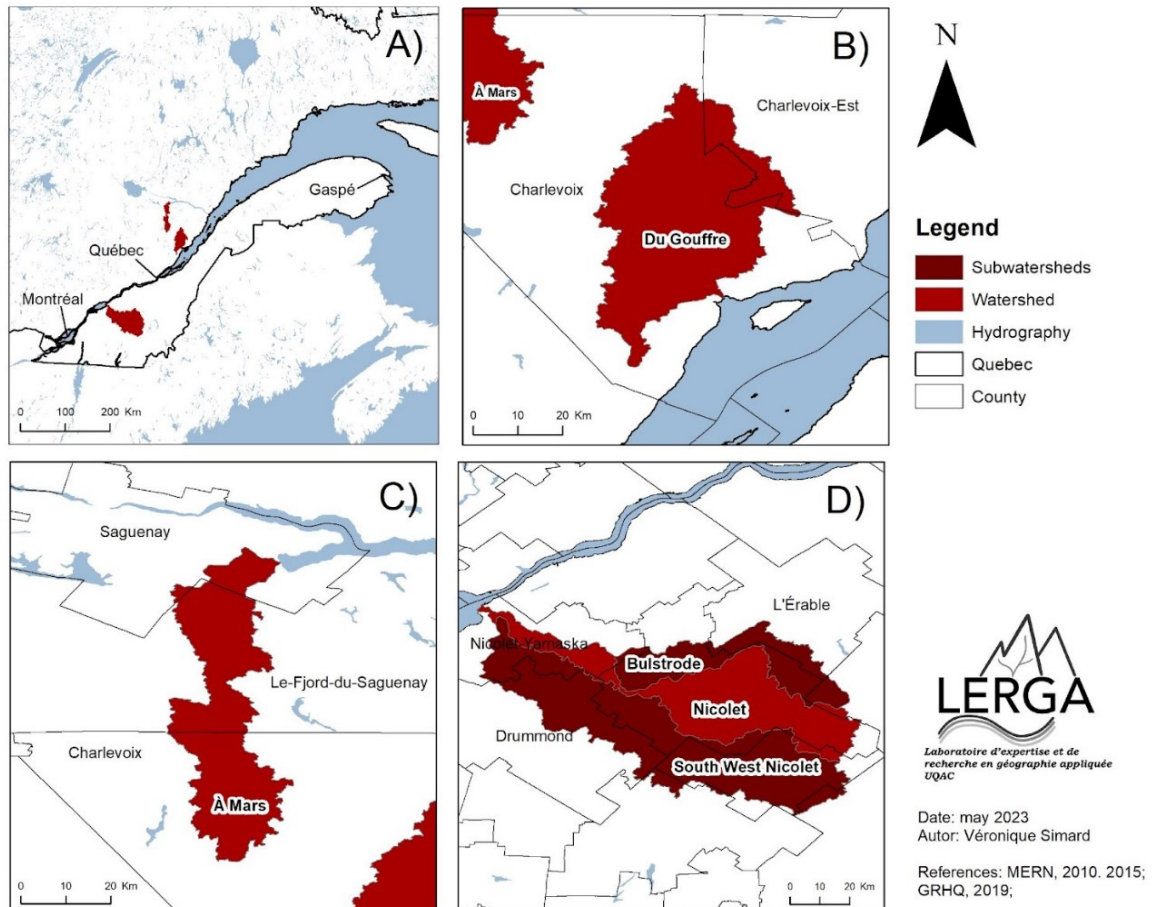 A)
Gaspé
Québec
Montréal
0 100 200 Km
B)
À Mars
Charlevoix-Est
Charlevoix
Du Gouffre
0 10 20 Km
N
Legend
Subwatersheds
Watershed
Hydrography
Quebec
County
C)
Saguenay
Le-Fjord-du-Saguenay
Charlevoix
À Mars
0 10 20 Km
D)
L'Érable
Nicolet-Yamaska
Bulstrode
Nicolet
Drummond
South West Nicolet
0 10 20 Km
LERGA
Laboratoire d'expertise et de
recherche en géographie appliquée
UQAC
Date: may 2023
Autor: Véronique Simard
References: MERN, 2010. 2015;
GRHQ, 2019;